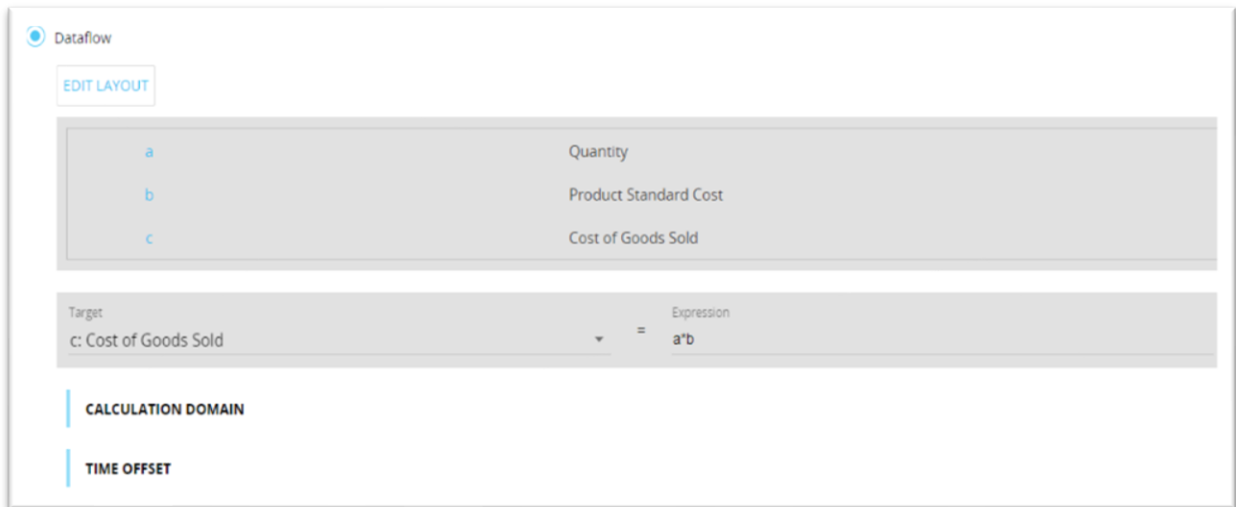 Dataflow
EDIT LAYOUT
a Quantity
b Product Standard Cost
c Cost of Goods Sold
Target Expression
c: Cost of Goods Sold = a*b
CALCULATION DOMAIN
TIME OFFSET